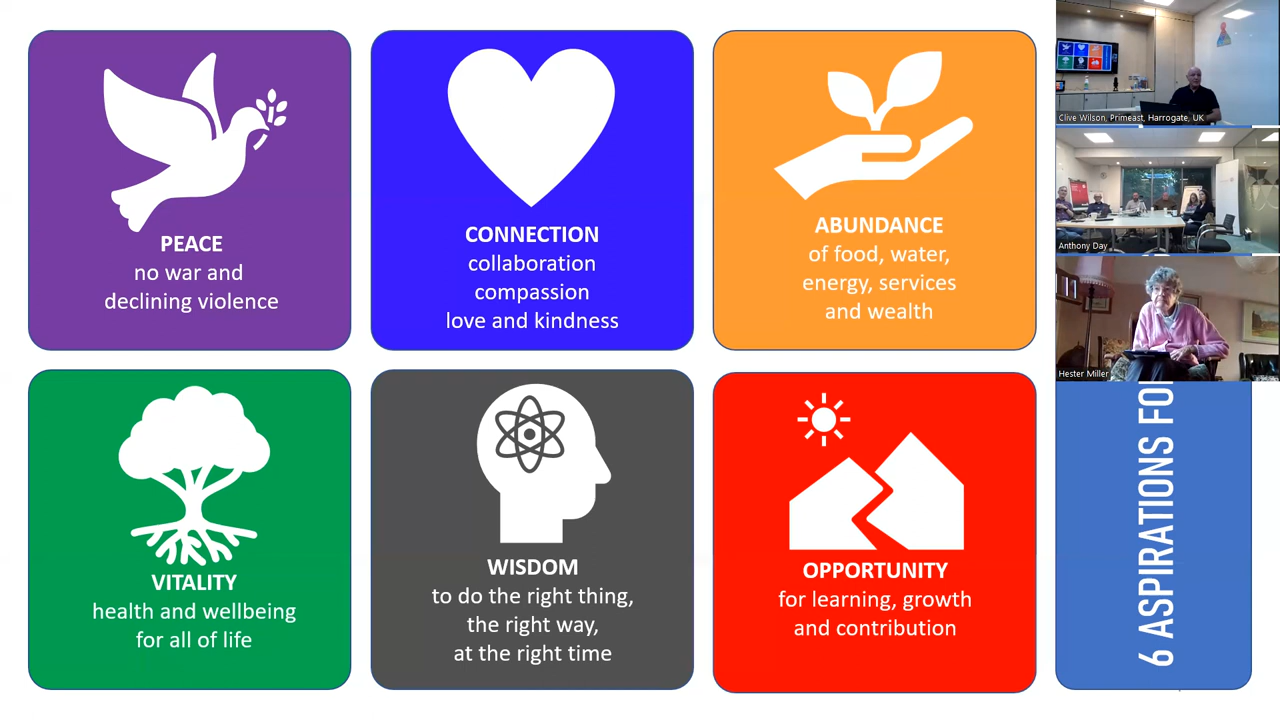 PEACE
no war and
declining violence
CONNECTION
collaboration
compassion
love and kindness
ABUNDANCE
of food, water,
energy, services
and wealth
VITALITY
health and wellbeing
for all of life
WISDOM
to do the right thing,
the right way,
at the right time
OPPORTUNITY
for learning, growth
and contribution
6 ASPIRATIONS FO
Clive Wilson, Primeast, Harrogate, UK
Anthony Day
Hester Miller